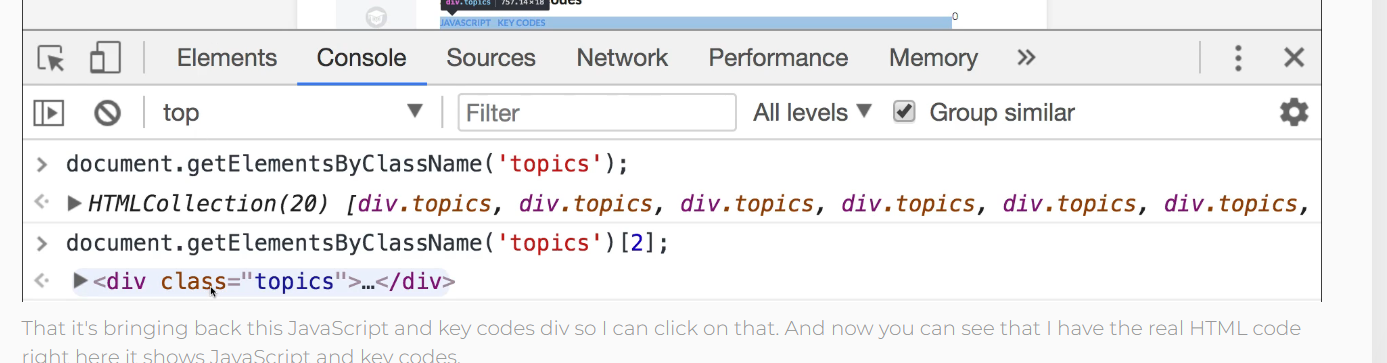 div.topics | 757.14×18 odes
JAVASCRIPT KEY CODES 0
Elements Console Sources Network Performance Memory »
top ▼ Filter All levels ▼ Group similar
> document.getElementsByClassName('topics');
<· ▶ HTMLCollection(20) [div.topics, div.topics, div.topics, div.topics, div.topics, div.topics,
> document.getElementsByClassName('topics')[2];
<· ▶ <div class="topics">…</div>
That it's bringing back this JavaScript and key codes div so I can click on that. And now you can see that I have the real HTML code
right here it shows JavaScript and key codes.